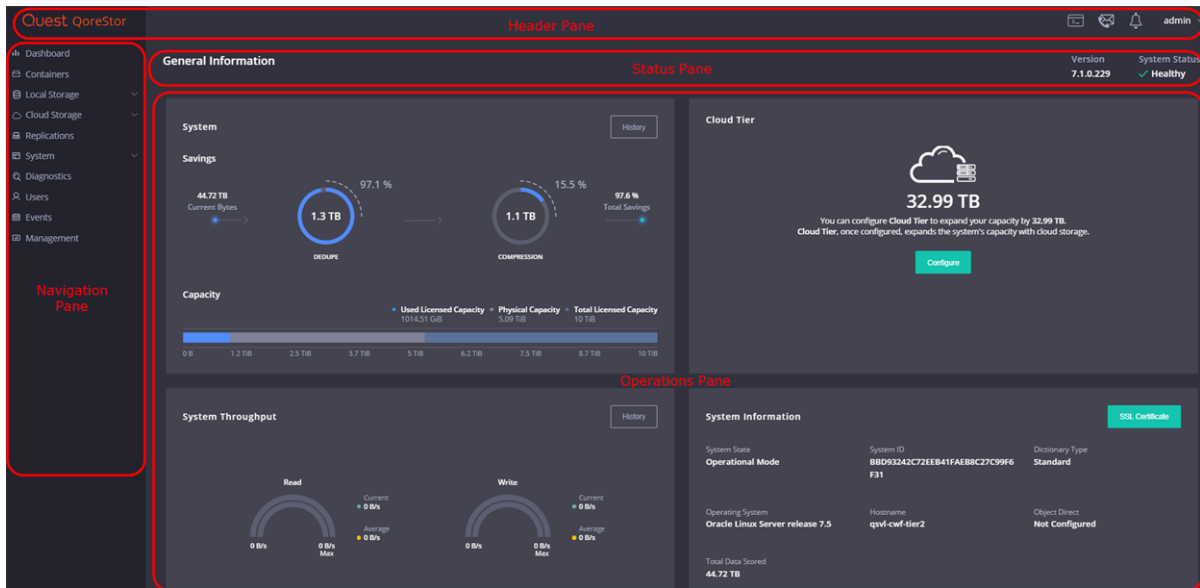 Quest QoreStor
Header Pane
admin
Dashboard
Containers
Local Storage
Cloud Storage
Replications
System
Diagnostics
Users
Events
Management
Navigation
Pane
General Information
Status Pane
Version
7.1.0.229
System Status
Healthy
System
History
Savings
44.72 TB
Current Bytes
1.3 TB
97.1 %
DEDUPE
1.1 TB
15.5 %
COMPRESSION
97.6 %
Total Savings
Capacity
Used Licensed Capacity
1014.51 GiB
Physical Capacity
5.09 TiB
Total Licensed Capacity
10 TiB
0 B 1.2 TiB 2.5 TiB 3.7 TiB 5 TiB 6.2 TiB 7.5 TiB 8.7 TiB 10 TiB
Cloud Tier
32.99 TB
You can configure Cloud Tier to expand your capacity by 32.99 TB.
Cloud Tier, once configured, expands the system's capacity with cloud storage.
Configure
Operations Pane
System Throughput
History
Read
0 B/s
0 B/s
Max
Current
0 B/s
Average
0 B/s
Write
0 B/s
0 B/s
Max
Current
0 B/s
Average
0 B/s
System Information
SSL Certificate
System State
Operational Mode
System ID
BBD93242C72EEB41FAEB8C27C99F6
F31
Dictionary Type
Standard
Operating System
Oracle Linux Server release 7.5
Hostname
qsvl-cwf-tier2
Object Direct
Not Configured
Total Data Stored
44.72 TB